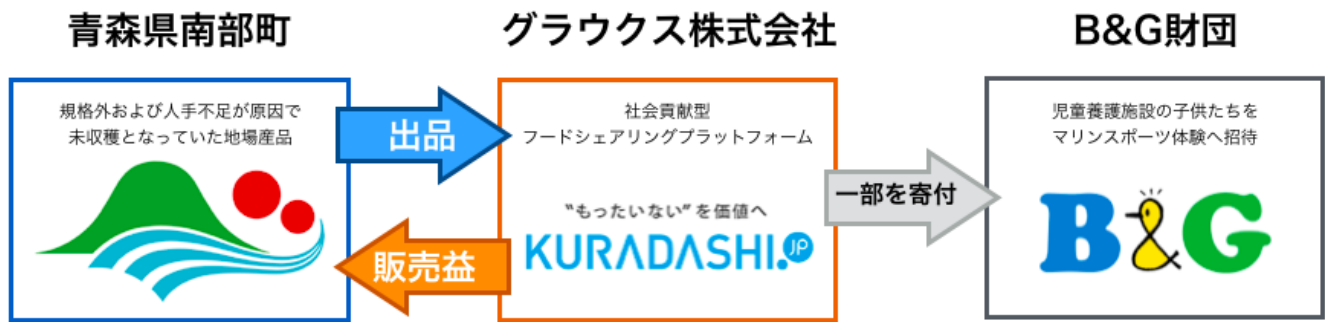 青森県南部町
規格外および人手不足が原因で
未収穫となっていた地場産品
出品
販売益
グラウクス株式会社
社会貢献型
フードシェアリングプラットフォーム
"もったいない"を価値へ
KURADASHI.JP
一部を寄付
B&G財団
児童養護施設の子供たちを
マリンスポーツ体験へ招待
B&G